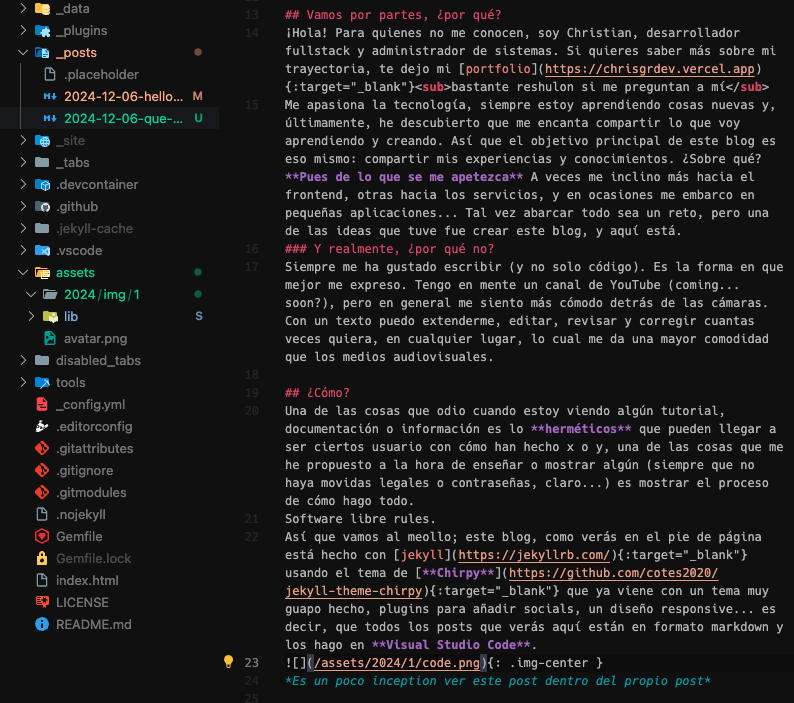 _data
_plugins
_posts
.placeholder
2024-12-06-hello... M
2024-12-06-que-... U
_site
_tabs
.devcontainer
.github
.jekyll-cache
.vscode
assets
2024/img/1
lib S
avatar.png
disabled_tabs
tools
_config.yml
.editorconfig
.gitattributes
.gitignore
.gitmodules
.nojekyll
Gemfile
Gemfile.lock
index.html
LICENSE
README.md
13 ## Vamos por partes, ¿por qué?
14 ¡Hola! Para quienes no me conocen, soy Christian, desarrollador
fullstack y administrador de sistemas. Si quieres saber más sobre mi
trayectoria, te dejo mi [portfolio](https://chrisgrdev.vercel.app)
{:target="_blank"}<sub>bastante reshulon si me preguntan a mí</sub>
15 Me apasiona la tecnología, siempre estoy aprendiendo cosas nuevas y,
últimamente, he descubierto que me encanta compartir lo que voy
aprendiendo y creando. Así que el objetivo principal de este blog es
eso mismo: compartir mis experiencias y conocimientos. ¿Sobre qué?
**Pues de lo que se me apetezca** A veces me inclino más hacia el
frontend, otras hacia los servicios, y en ocasiones me embarco en
pequeñas aplicaciones... Tal vez abarcar todo sea un reto, pero una
de las ideas que tuve fue crear este blog, y aquí está.
16 ### Y realmente, ¿por qué no?
17 Siempre me ha gustado escribir (y no solo código). Es la forma en que
mejor me expreso. Tengo en mente un canal de YouTube (coming...
soon?), pero en general me siento más cómodo detrás de las cámaras.
Con un texto puedo extenderme, editar, revisar y corregir cuantas
veces quiera, en cualquier lugar, lo cual me da una mayor comodidad
que los medios audiovisuales.
18
19 ## ¿Cómo?
20 Una de las cosas que odio cuando estoy viendo algún tutorial,
documentación o información es lo **herméticos** que pueden llegar a
ser ciertos usuario con cómo han hecho x o y, una de las cosas que me
he propuesto a la hora de enseñar o mostrar algún (siempre que no
haya movidas legales o contraseñas, claro...) es mostrar el proceso
de cómo hago todo.
21 Software libre rules.
22 Así que vamos al meollo; este blog, como verás en el pie de página
está hecho con [jekyll](https://jekyllrb.com/){:target="_blank"}
usando el tema de [**Chirpy**](https://github.com/cotes2020/
jekyll-theme-chirpy){:target="_blank"} que ya viene con un tema muy
guapo hecho, plugins para añadir socials, un diseño responsive... es
decir, que todos los posts que verás aquí están en formato markdown y
los hago en **Visual Studio Code**.
23 ![](/assets/2024/1/code.png){: .img-center }
24 *Es un poco inception ver este post dentro del propio post*
25